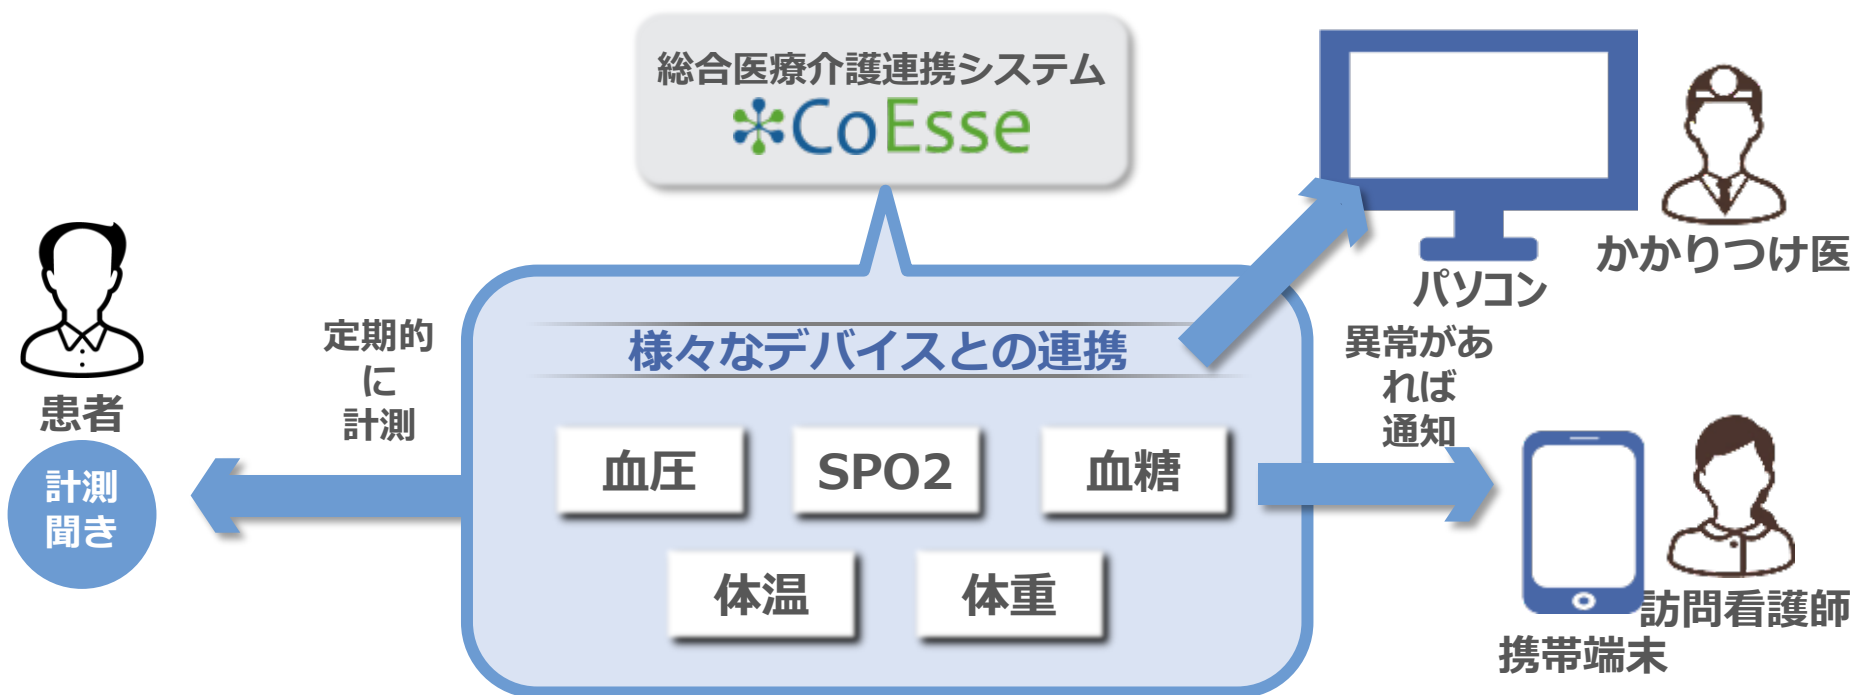 総合医療介護連携システム
CoEsse
患者
計測
聞き
定期的
に
計測
様々なデバイスとの連携
血圧
SPO2
血糖
体温
体重
パソコン
かかりつけ医
異常があ
れば
通知
訪問看護師
携帯端末